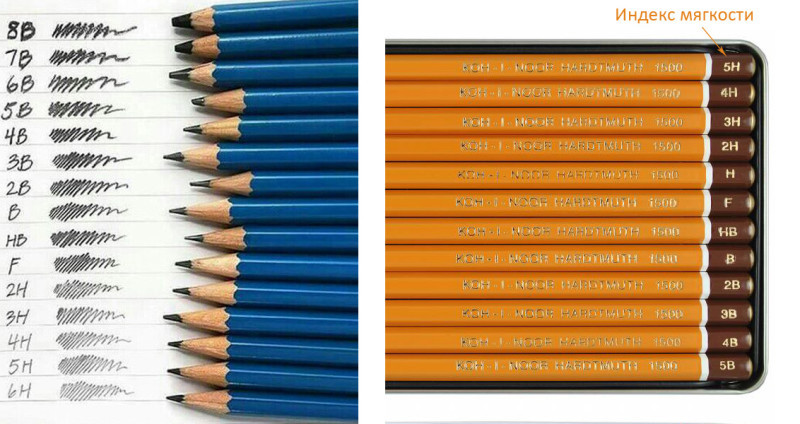 8B
7B
6B
5B
4B
3B
2B
B
HB
F
2H
3H
4H
5H
6H
Индекс мягкости
KOH-I-NOOR HARDTMUTH 1500 5H
KOH-I-NOOR HARDTMUTH 1500 4H
KOH-I-NOOR HARDTMUTH 1500 3H
KOH-I-NOOR HARDTMUTH 1500 2H
KOH-I-NOOR HARDTMUTH 1500 H
KOH-I-NOOR HARDTMUTH 1500 F
KOH-I-NOOR HARDTMUTH 1500 HB
KOH-I-NOOR HARDTMUTH 1500 B
KOH-I-NOOR HARDTMUTH 1500 2B
KOH-I-NOOR HARDTMUTH 1500 3B
KOH-I-NOOR HARDTMUTH 1500 4B
KOH-I-NOOR HARDTMUTH 1500 5B